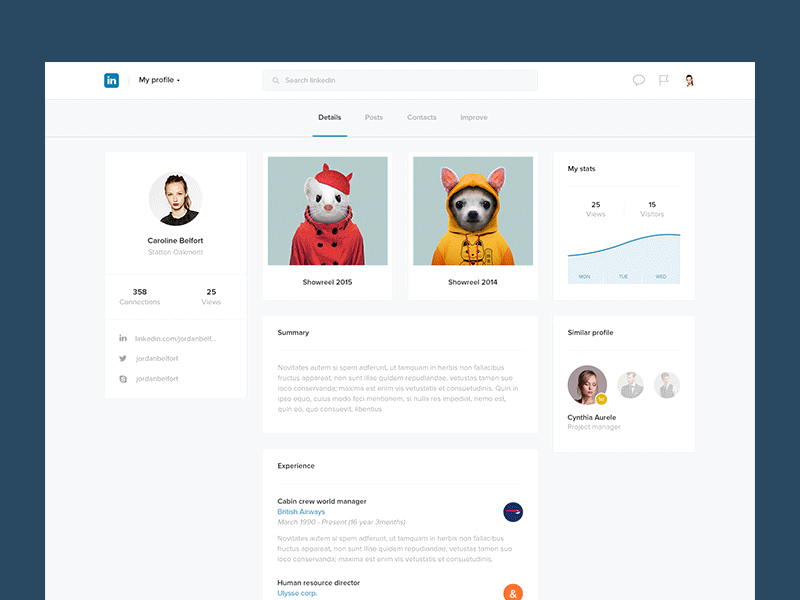 in
My profile
Search linkedin
Details
Posts
Contacts
Improve
Caroline Belfort
Stratton Oakmont
358
Connections
25
Views
linkedin.com/jordanbelf...
jordanbelfort
jordanbelfort
Showreel 2015
Showreel 2014
My stats
25
Views
15
Visitors
MON
TUE
WED
Summary
Novitates autem si spem adferunt, ut tamquam in herbis non fallacibus
fructus appareat, non sunt illae quidem repudiandae, vetustas tamen suo
loco conservanda; maxima est enim vis vetustatis et consuetudinis. Quin in
ipso equo, cuius modo feci mentionem, si nulla res impediat, nemo est,
quin eo, quo consuevit, libentius
Similar profile
Cynthia Aurele
Project manager
Experience
Cabin crew world manager
British Airways
March 1990 - Present (16 year 3months)
Novitates autem si spem adferunt, ut tamquam in herbis non fallacibus
fructus appareat, non sunt illae quidem repudiandae, vetustas tamen suo
loco conservanda; maxima est enim vis vetustatis et consuetudinis.
Human resource director
Ulysse corp.
&